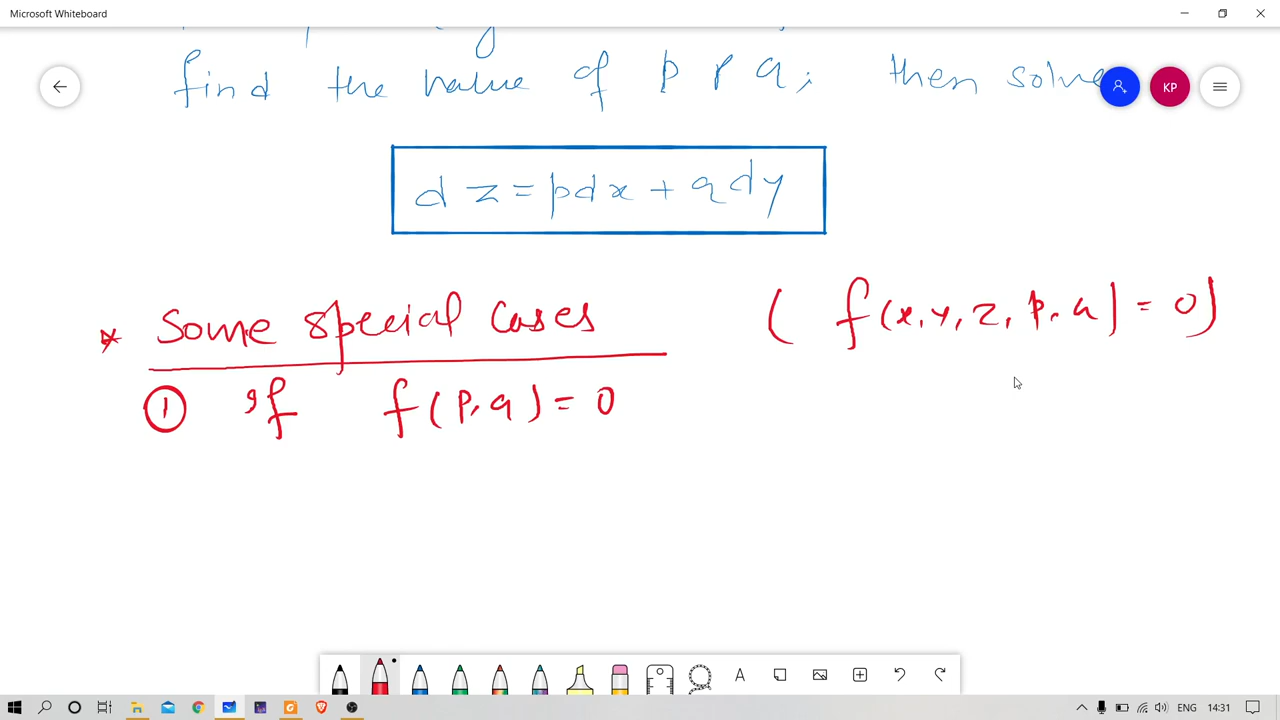 Microsoft Whiteboard
find the value of p & q; then solve
KP
dz = pdx + qdy
* Some special cases ( f(x, y, z, p, q) = 0)
① If f(p, q) = 0
A
ENG 14:31